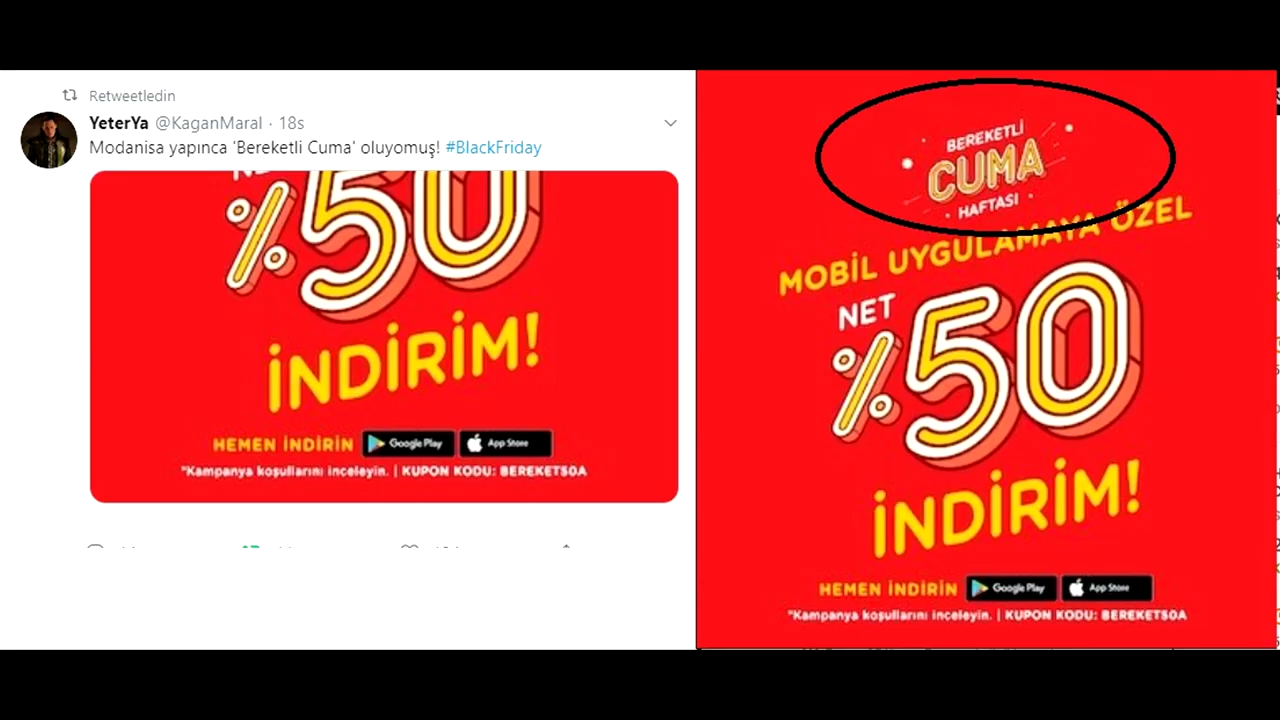 Retweetledin
YeterYa @KaganMaral · 18s
Modanisa yapınca 'Bereketli Cuma' oluyomuş! #BlackFriday
%50
İNDİRİM!
HEMEN İNDİRİN Google Play App Store
*Kampanya koşullarını inceleyin. | KUPON KODU: BEREKET50A
BEREKETLİ
CUMA
HAFTASI
MOBİL UYGULAMAYA ÖZEL
NET
%50
İNDİRİM!
HEMEN İNDİRİN Google Play App Store
*Kampanya koşullarını inceleyin. | KUPON KODU: BEREKET50A